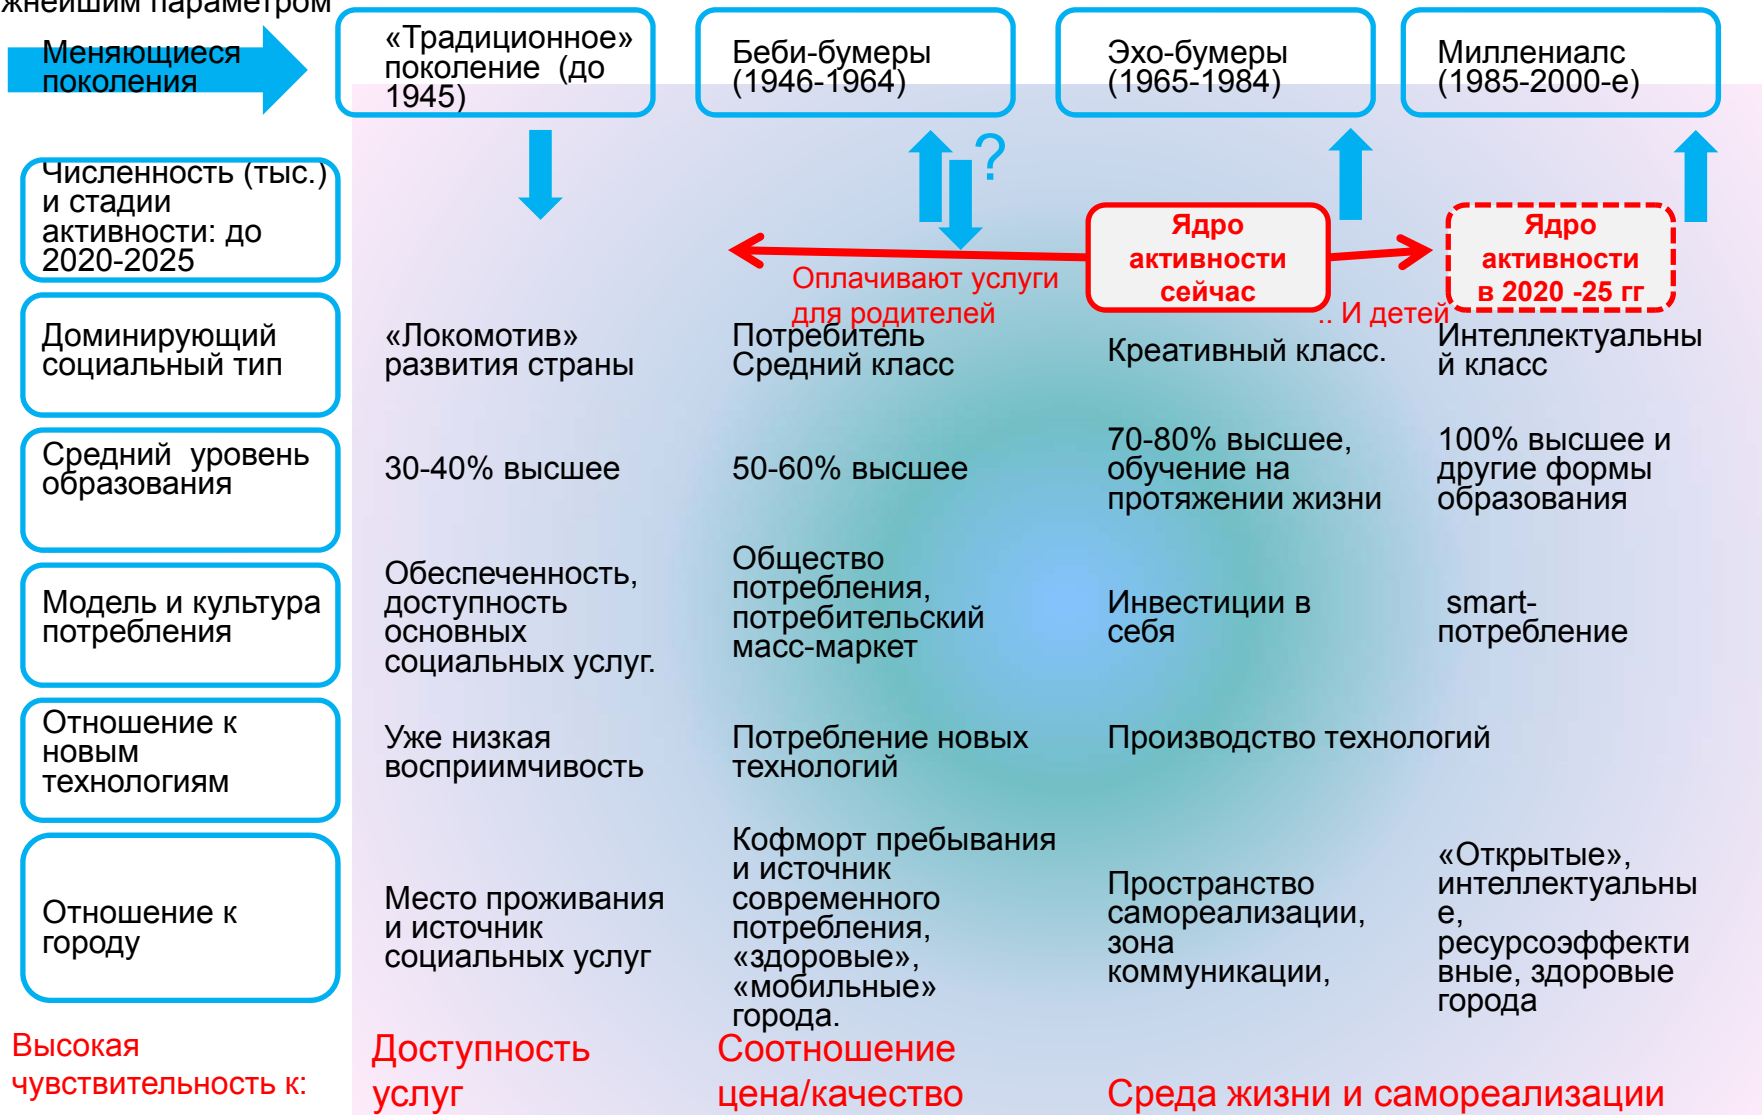 жнейшим параметром
Меняющиеся
поколения
«Традиционное»
поколение (до
1945)
Беби-бумеры
(1946-1964)
Эхо-бумеры
(1965-1984)
Миллениалс
(1985-2000-е)
Численность (тыс.)
и стадии
активности: до
2020-2025
?
Оплачивают услуги
для родителей
Ядро
активности
сейчас
.. И детей
Ядро
активности
в 2020 -25 гг
Доминирующий
социальный тип
«Локомотив»
развития страны
Потребитель
Средний класс
Креативный класс.
Интеллектуальны
й класс
Средний уровень
образования
30-40% высшее
50-60% высшее
70-80% высшее,
обучение на
протяжении жизни
100% высшее и
другие формы
образования
Модель и культура
потребления
Обеспеченность,
доступность
основных
социальных услуг.
Общество
потребления,
потребительский
масс-маркет
Инвестиции в
себя
smart-
потребление
Отношение к
новым
технологиям
Уже низкая
восприимчивость
Потребление новых
технологий
Производство технологий
Отношение к
городу
Место проживания
и источник
социальных услуг
Кофморт пребывания
и источник
современного
потребления,
«здоровые»,
«мобильные»
города.
Пространство
самореализации,
зона
коммуникации,
«Открытые»,
интеллектуальны
е,
ресурсоэффекти
вные, здоровые
города
Высокая
чувствительность к:
Доступность
услуг
Соотношение
цена/качество
Среда жизни и самореализации